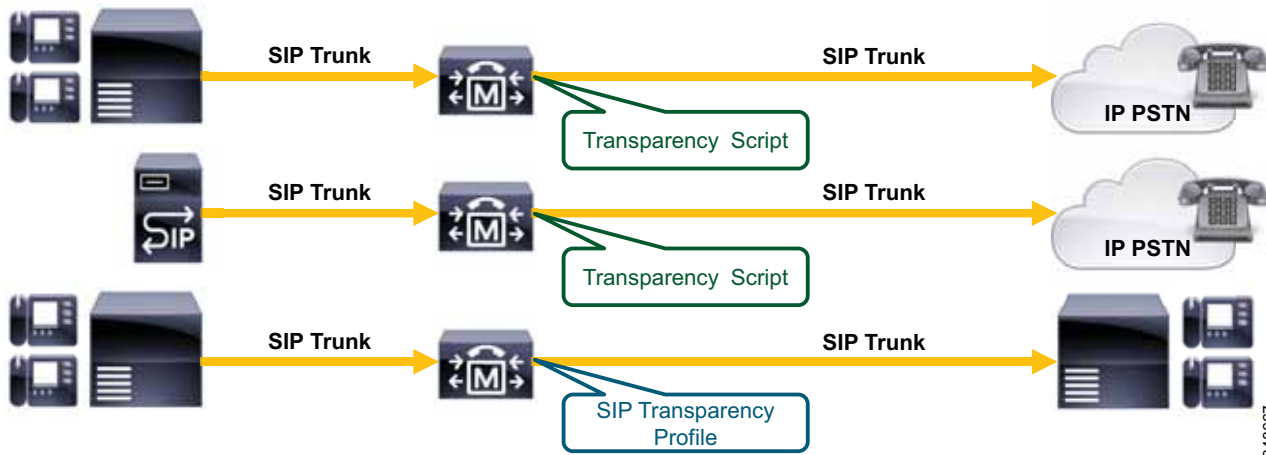 SIP Trunk SIP Trunk
M
IP PSTN
Transparency Script
SIP Trunk SIP Trunk
SIP
M
IP PSTN
Transparency Script
SIP Trunk SIP Trunk
M
SIP Transparency
Profile